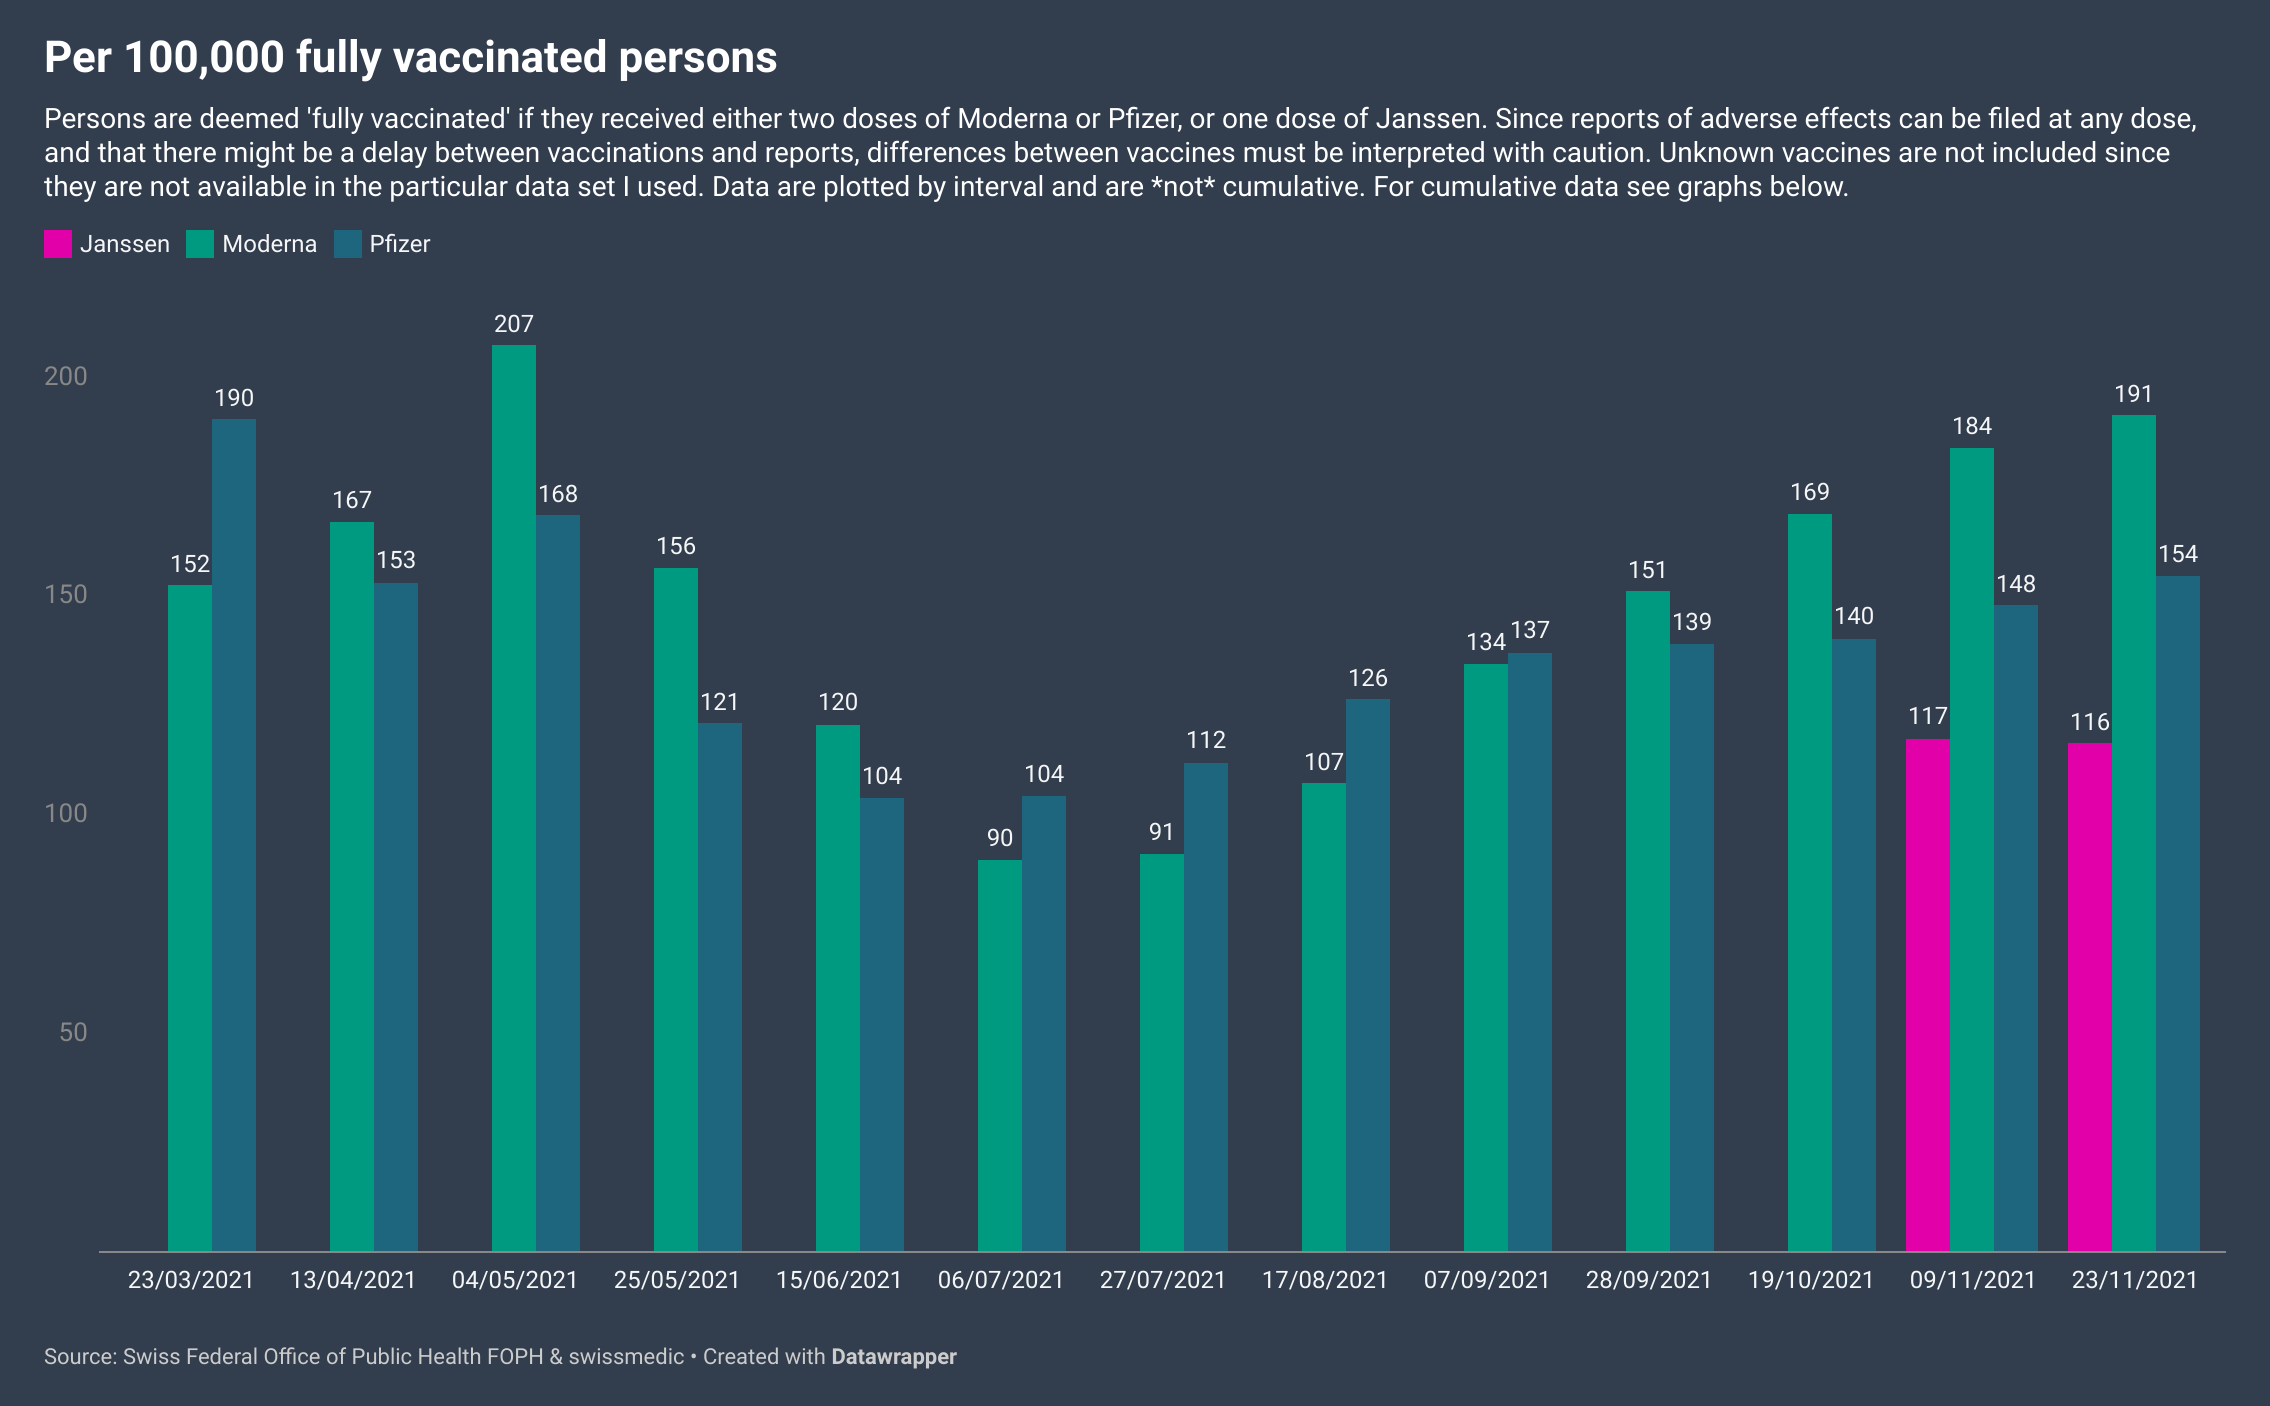 Per 100,000 fully vaccinated persons
Persons are deemed 'fully vaccinated' if they received either two doses of Moderna or Pfizer, or one dose of Janssen. Since reports of adverse effects can be filed at any dose,
and that there might be a delay between vaccinations and reports, differences between vaccines must be interpreted with caution. Unknown vaccines are not included since
they are not available in the particular data set I used. Data are plotted by interval and are *not* cumulative. For cumulative data see graphs below.
Janssen Moderna Pfizer
200
150
100
50
152 190
167 153
207 168
156 121
120 104
90 104
91 112
107 126
134 137
151 139
169 140
117 184 148
116 191 154
23/03/2021 13/04/2021 04/05/2021 25/05/2021 15/06/2021 06/07/2021 27/07/2021 17/08/2021 07/09/2021 28/09/2021 19/10/2021 09/11/2021 23/11/2021
Source: Swiss Federal Office of Public Health FOPH & swissmedic • Created with Datawrapper